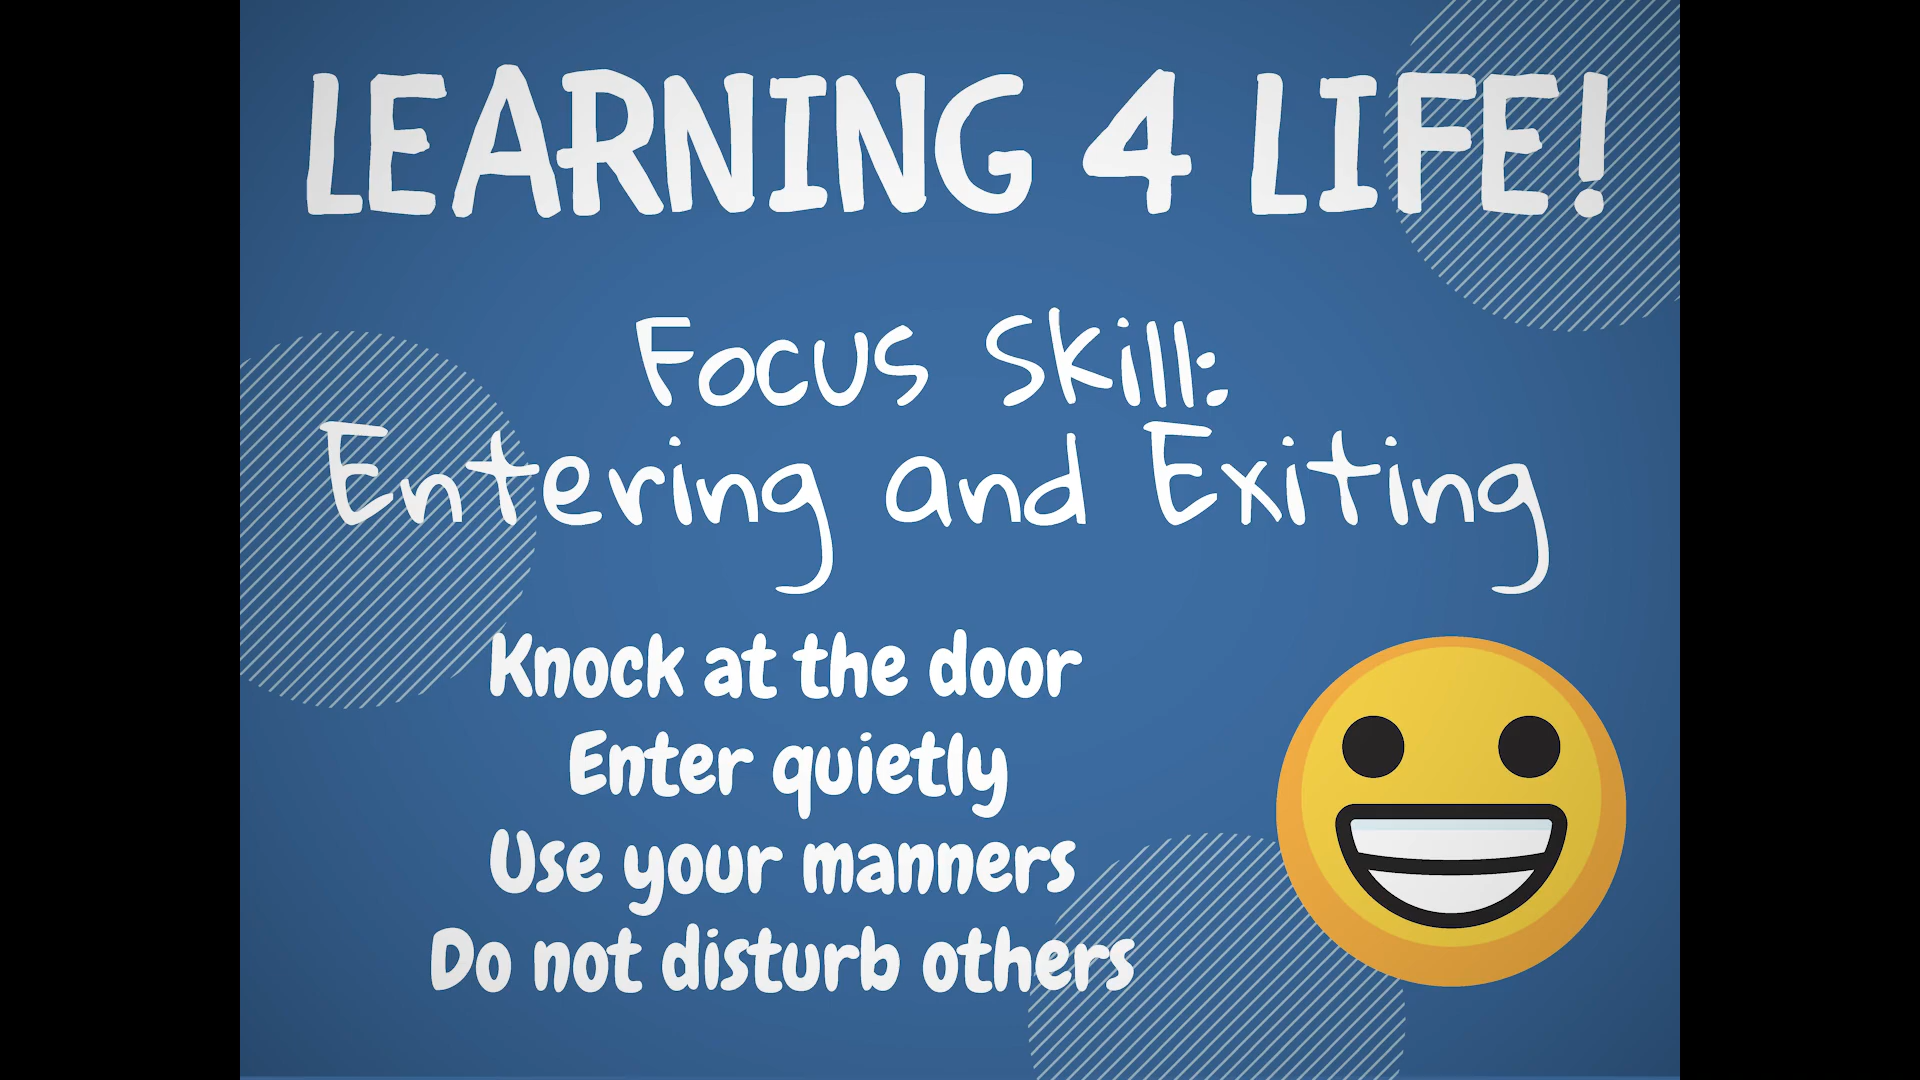 LEARNING 4 LIFE!
Focus Skill:
Entering and Exiting
Knock at the door
Enter quietly
Use your manners
Do not disturb others